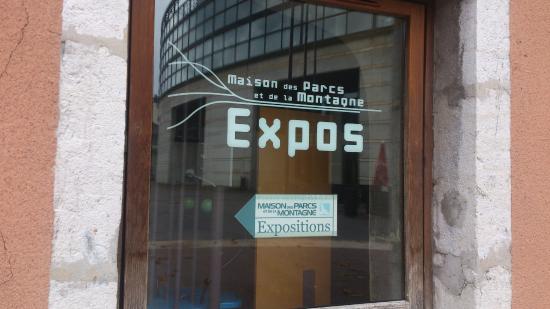 Maison des Parcs
et de la Montagne
Expos
MAISON DES PARCS
ET DE LA MONTAGNE
Expositions